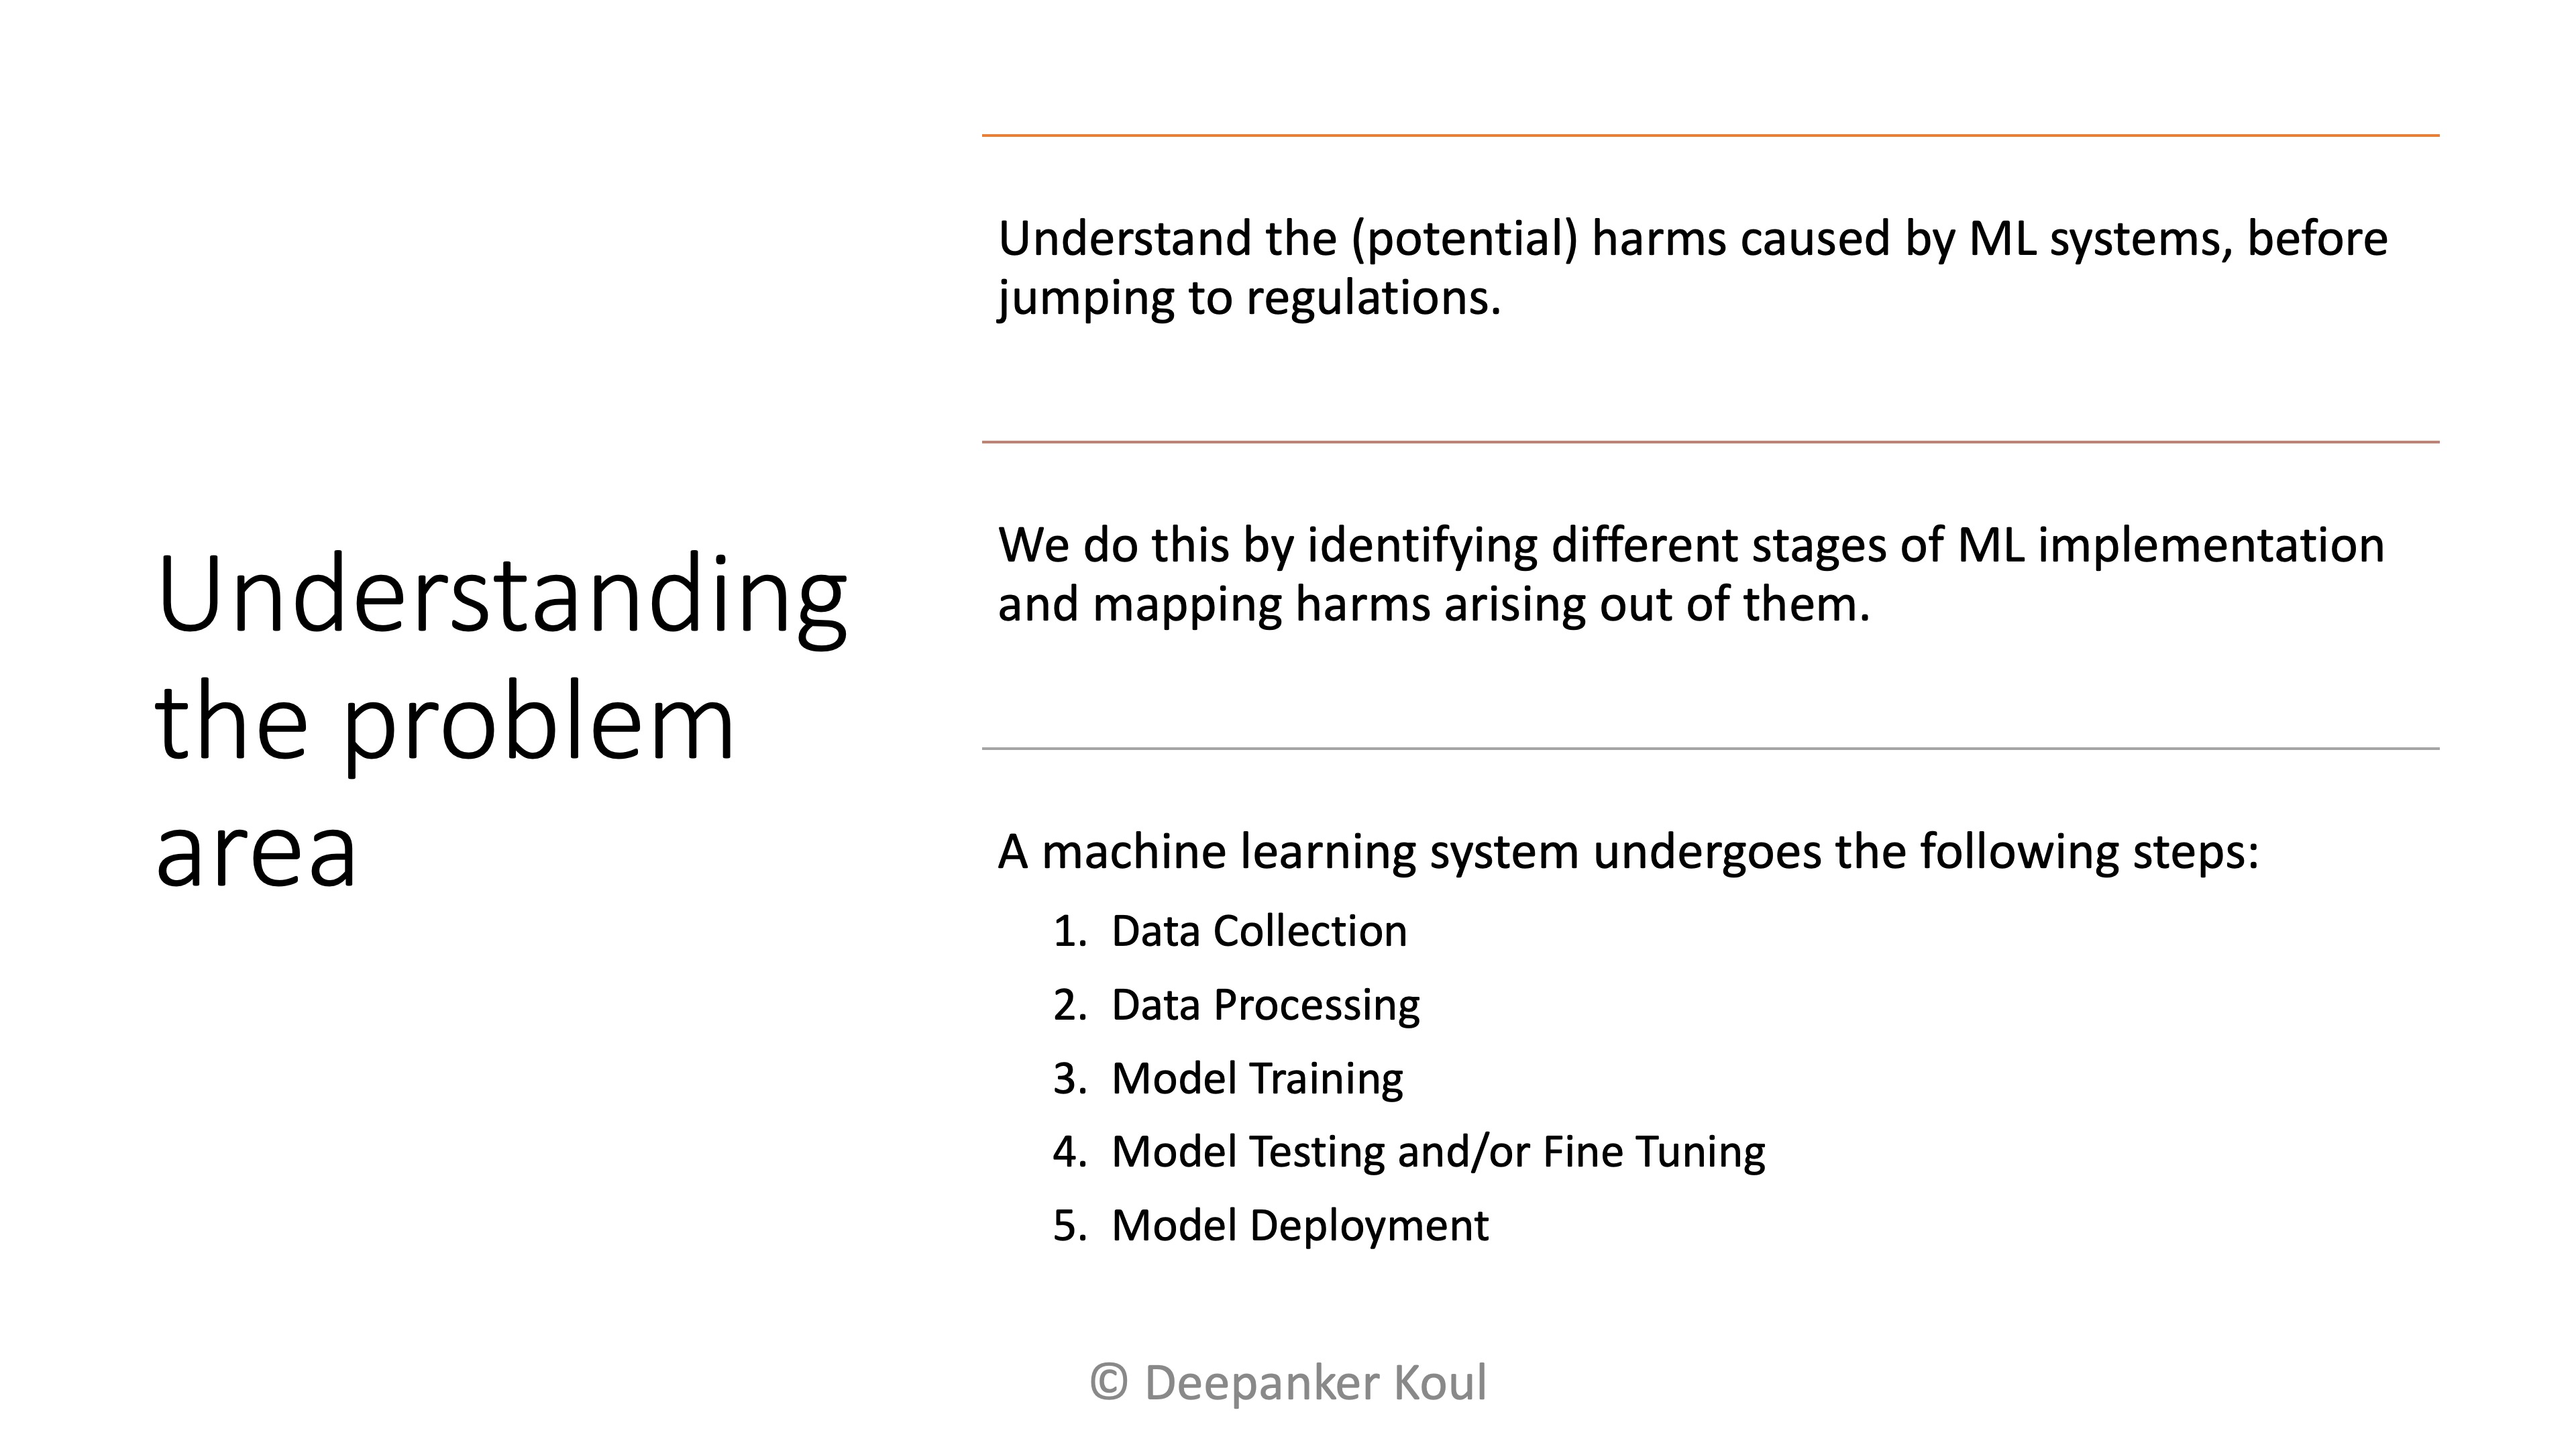 Understanding
the problem
area
Understand the (potential) harms caused by ML systems, before
jumping to regulations.
We do this by identifying different stages of ML implementation
and mapping harms arising out of them.
A machine learning system undergoes the following steps:
1. Data Collection
2. Data Processing
3. Model Training
4. Model Testing and/or Fine Tuning
5. Model Deployment
© Deepanker Koul